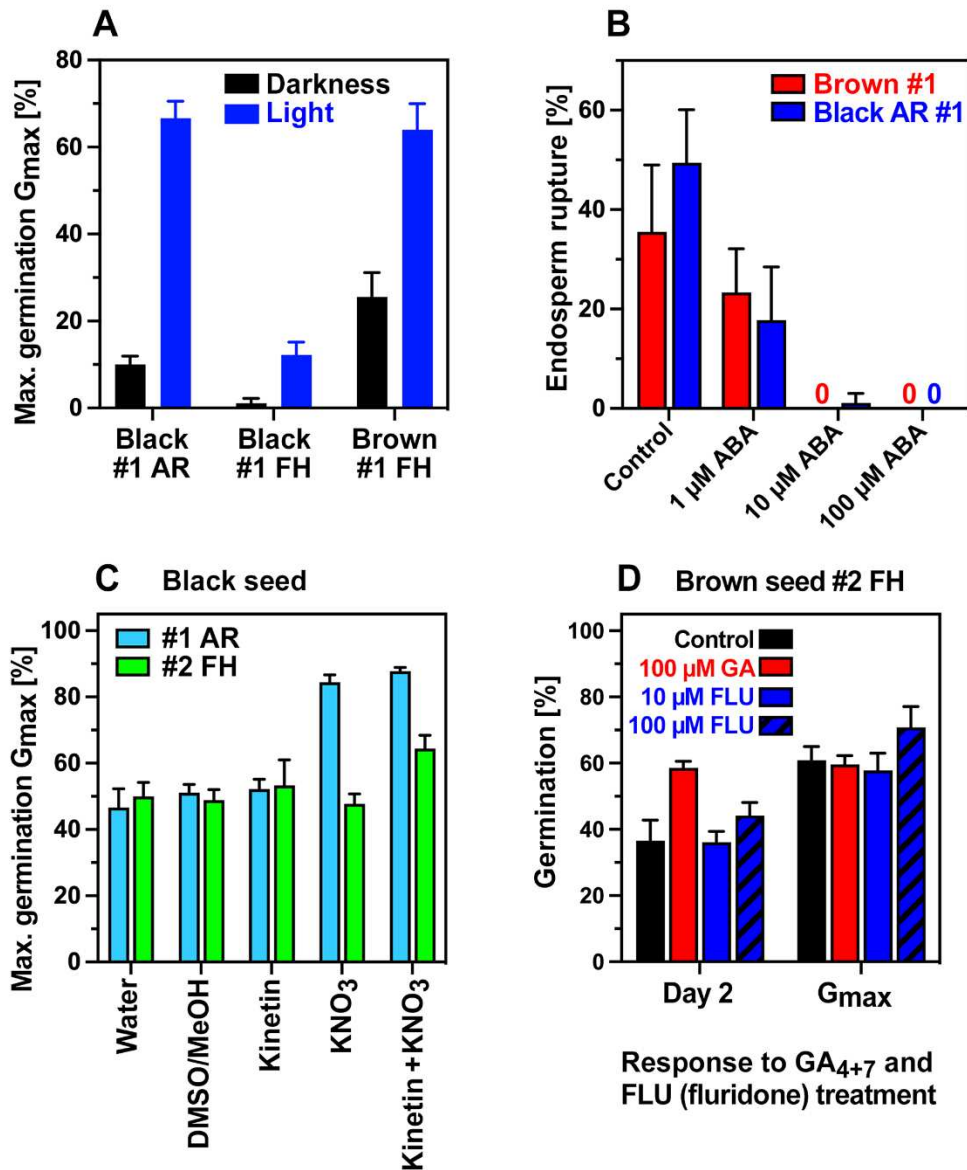 A
Max. germination Gmax [%]
80
60
40
20
0
Darkness
Light
Black #1 AR
Black #1 FH
Brown #1 FH
B
Endosperm rupture [%]
60
40
20
0
Brown #1
Black AR #1
0
0 0
Control
1 µM ABA
10 µM ABA
100 µM ABA
C
Black seed
Max. germination Gmax [%]
100
80
60
40
20
0
#1 AR
#2 FH
Water
DMSO/MeOH
Kinetin
KNO3
Kinetin + KNO3
D
Brown seed #2 FH
Germination [%]
100
80
60
40
20
0
Control
100 µM GA
10 µM FLU
100 µM FLU
Day 2
Gmax
Response to GA4+7 and
FLU (fluridone) treatment